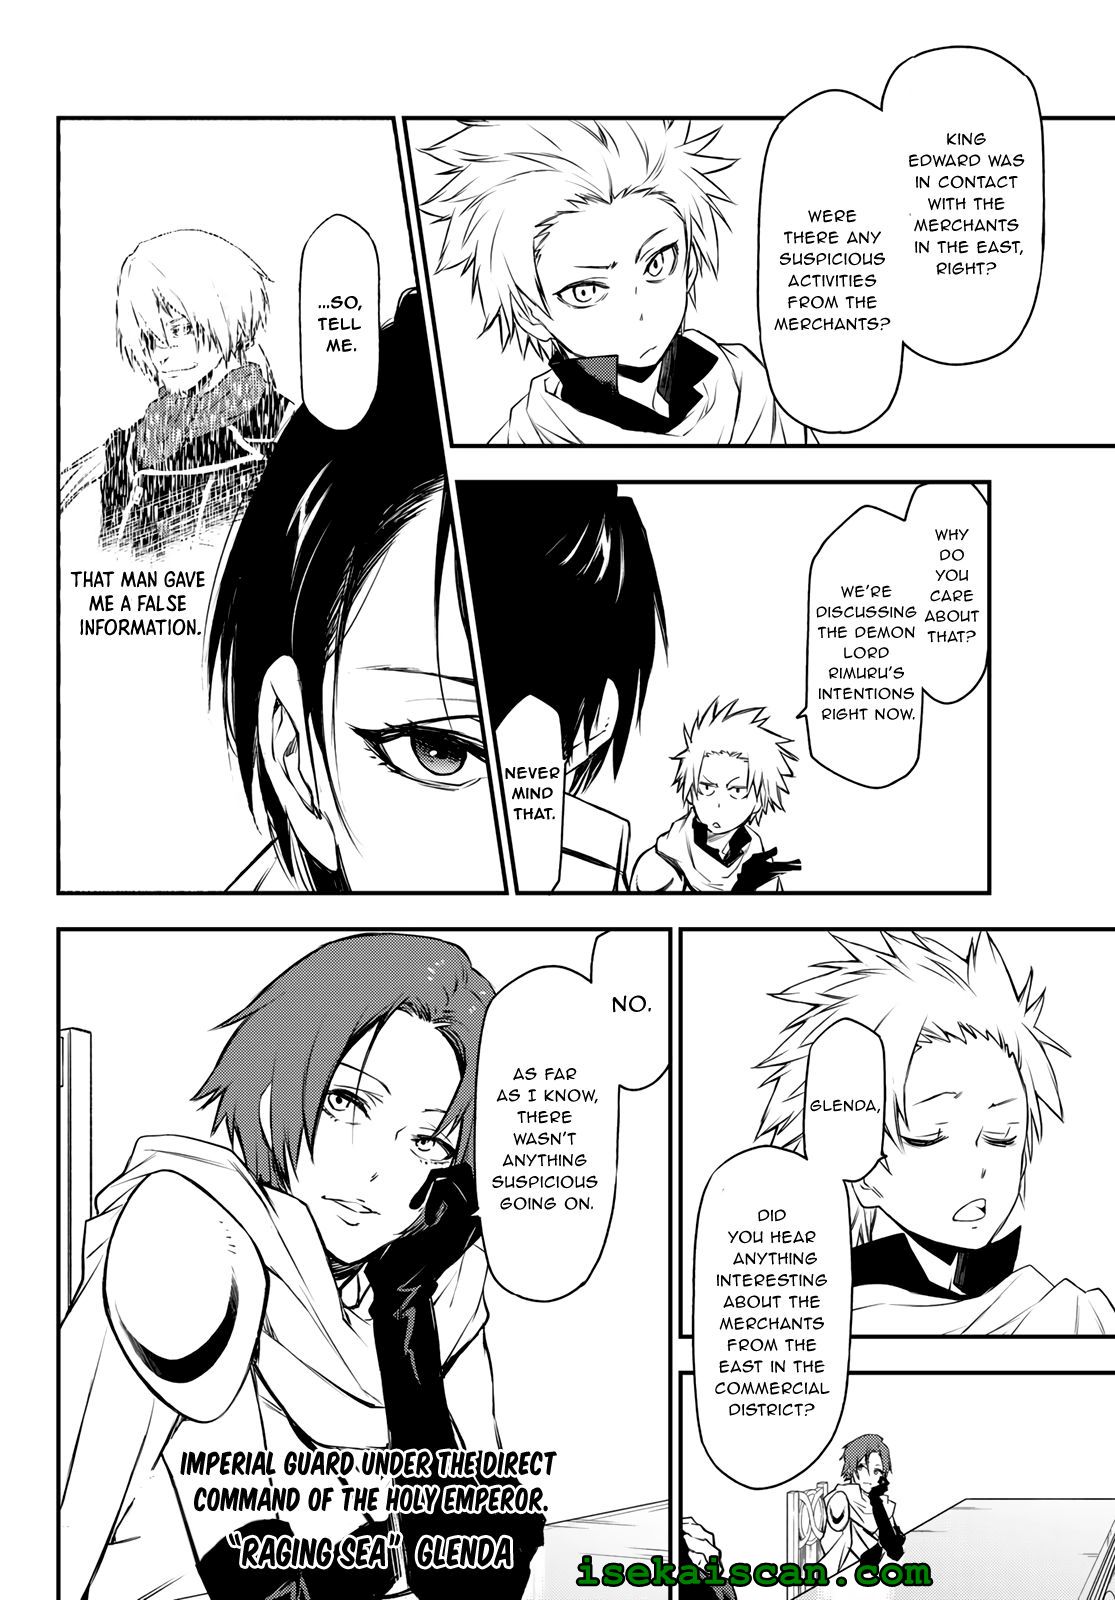 KING
EDWARD WAS
IN CONTACT
WITH THE
MERCHANTS
IN THE EAST,
RIGHT?
WERE
THERE ANY
SUSPICIOUS
ACTIVITIES
FROM THE
MERCHANTS?
...SO,
TELL
ME.
THAT MAN GAVE
ME A FALSE
INFORMATION.
WHY
DO
YOU
CARE
ABOUT
THAT?
WE'RE
DISCUSSING
THE DEMON
LORD
RIMURU'S
INTENTIONS
RIGHT NOW.
NEVER
MIND
THAT.
GLENDA,
DID
YOU HEAR
ANYTHING
INTERESTING
ABOUT THE
MERCHANTS
FROM THE
EAST IN THE
COMMERCIAL
DISTRICT?
NO.
AS FAR
AS I KNOW,
THERE
WASN'T
ANYTHING
SUSPICIOUS
GOING ON.
IMPERIAL GUARD UNDER THE DIRECT
COMMAND OF THE HOLY EMPEROR.
"RAGING SEA" GLENDA
isekaiscan.com